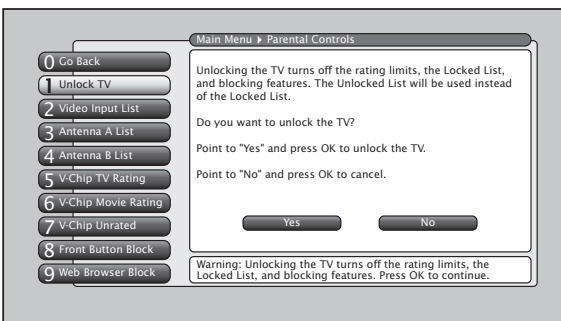 Main Menu ▸ Parental Controls
0 Go Back
1 Unlock TV
2 Video Input List
3 Antenna A List
4 Antenna B List
5 V-Chip TV Rating
6 V-Chip Movie Rating
7 V-Chip Unrated
8 Front Button Block
9 Web Browser Block
Unlocking the TV turns off the rating limits, the Locked List,
and blocking features. The Unlocked List will be used instead
of the Locked List.
Do you want to unlock the TV?
Point to "Yes" and press OK to unlock the TV.
Point to "No" and press OK to cancel.
Yes
No
Warning: Unlocking the TV turns off the rating limits, the
Locked List, and blocking features. Press OK to continue.